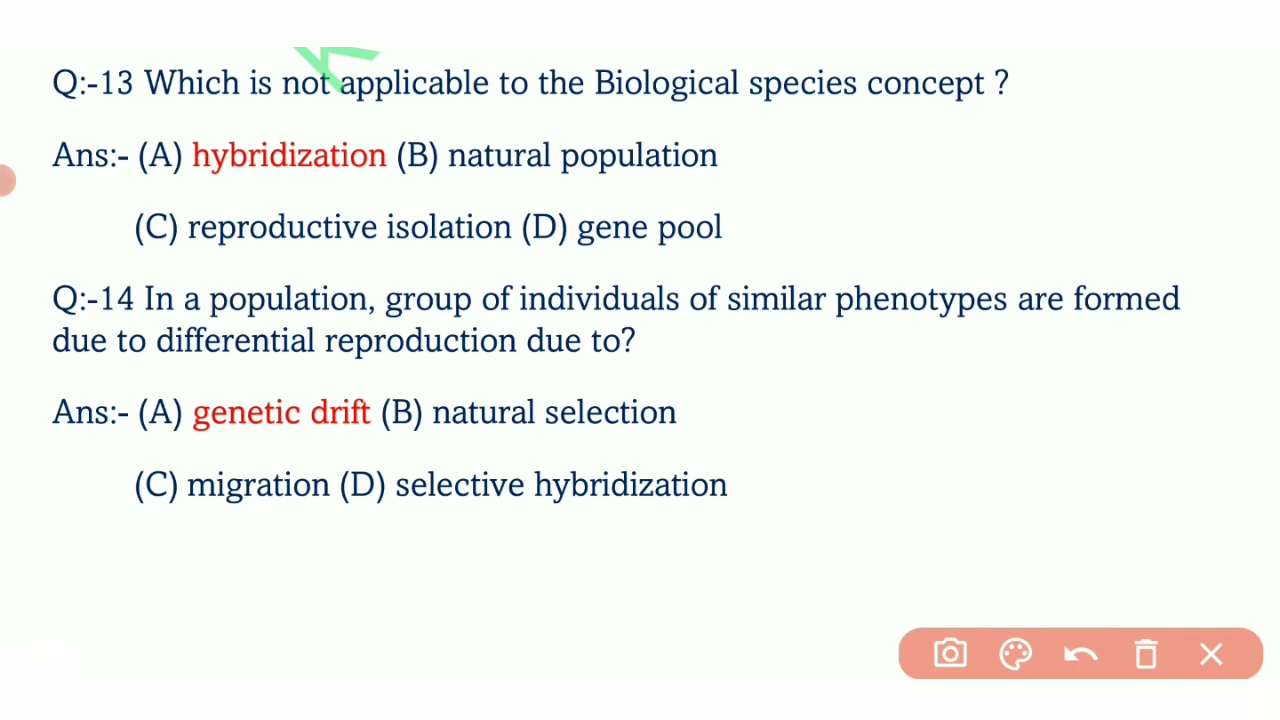 Q:-13 Which is not applicable to the Biological species concept ?
Ans:- (A) hybridization (B) natural population
(C) reproductive isolation (D) gene pool
Q:-14 In a population, group of individuals of similar phenotypes are formed
due to differential reproduction due to?
Ans:- (A) genetic drift (B) natural selection
(C) migration (D) selective hybridization